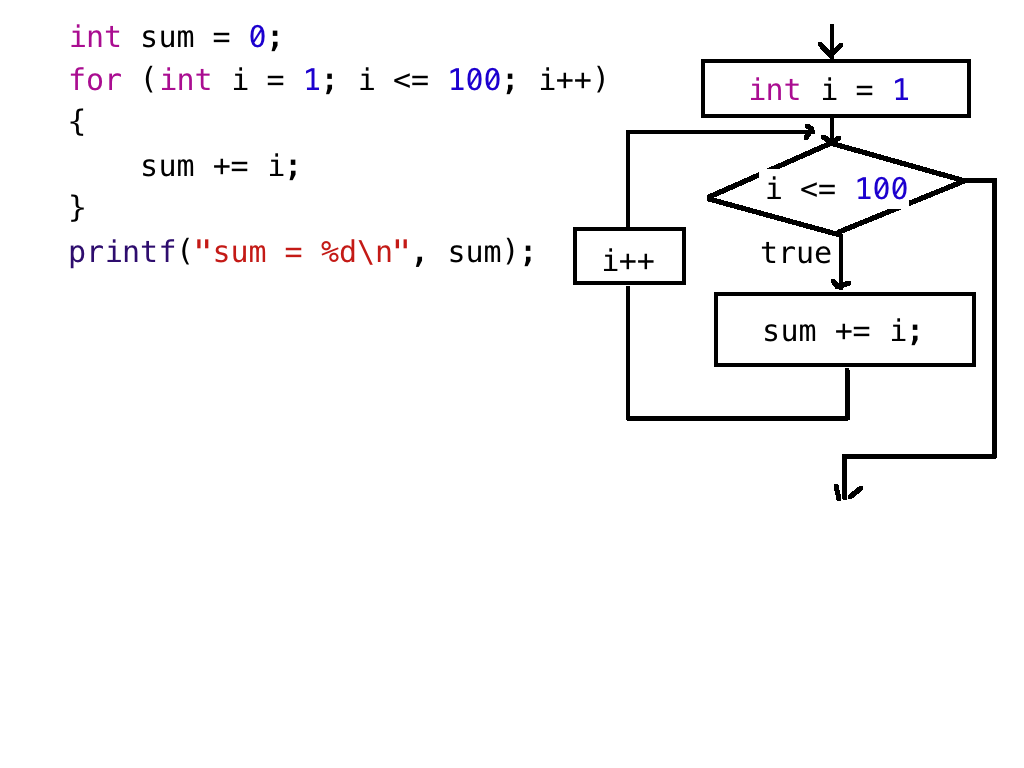 int sum = 0;
for (int i = 1; i <= 100; i++)
{
    sum += i;
}
printf("sum = %d\n", sum);
int i = 1
i <= 100
true
i++
sum += i;